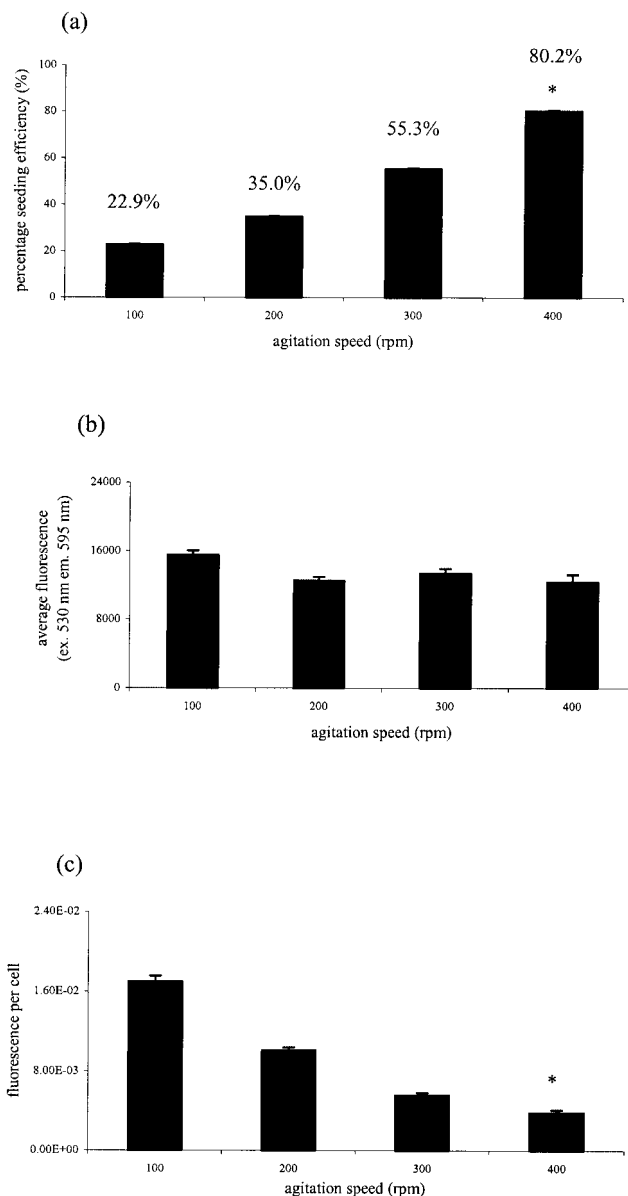 (a)
80.2%
*
55.3%
35.0%
22.9%
percentage seeding efficiency (%)
100
80
60
40
20
0
100 200 300 400
agitation speed (rpm)
(b)
average fluorescence
(ex. 530 nm em. 595 nm)
24000
16000
8000
0
100 200 300 400
agitation speed (rpm)
(c)
fluorescence per cell
2.40E-02
1.60E-02
8.00E-03
0.00E+00
*
100 200 300 400
agitation speed (rpm)